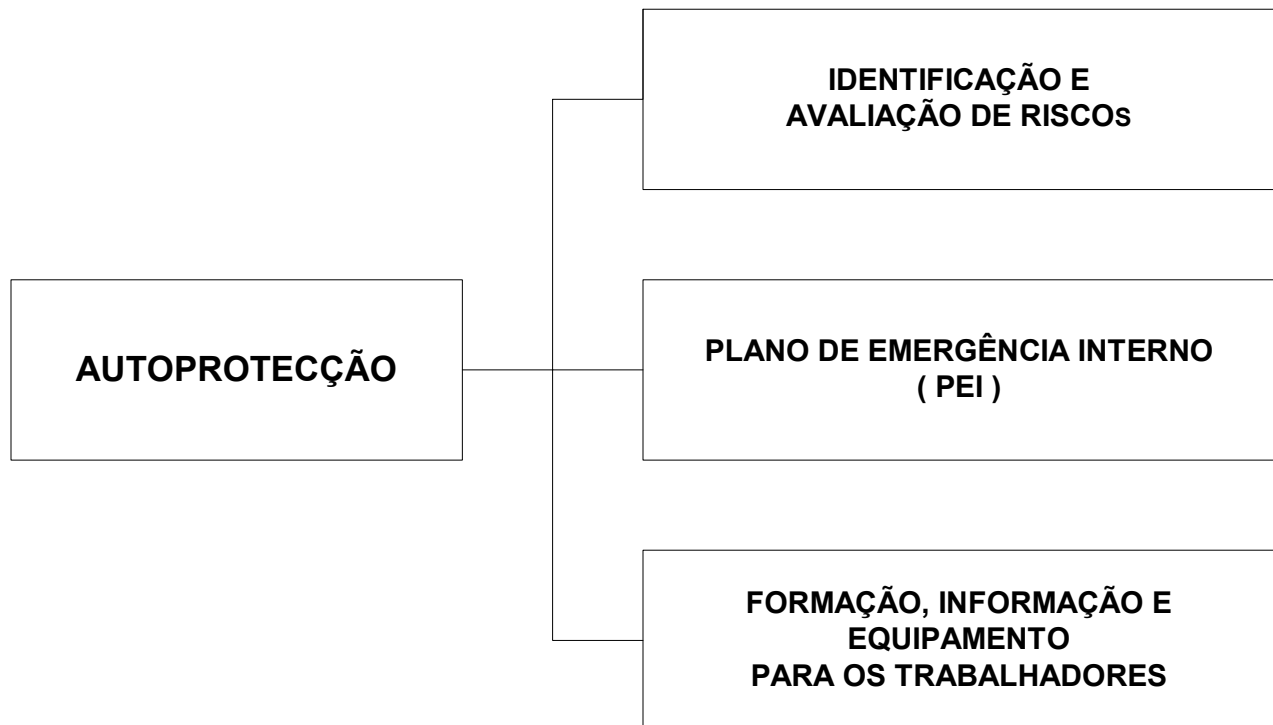 IDENTIFICAÇÃO E
AVALIAÇÃO DE RISCOs
AUTOPROTECÇÃO
PLANO DE EMERGÊNCIA INTERNO
( PEI )
FORMAÇÃO, INFORMAÇÃO E
EQUIPAMENTO
PARA OS TRABALHADORES